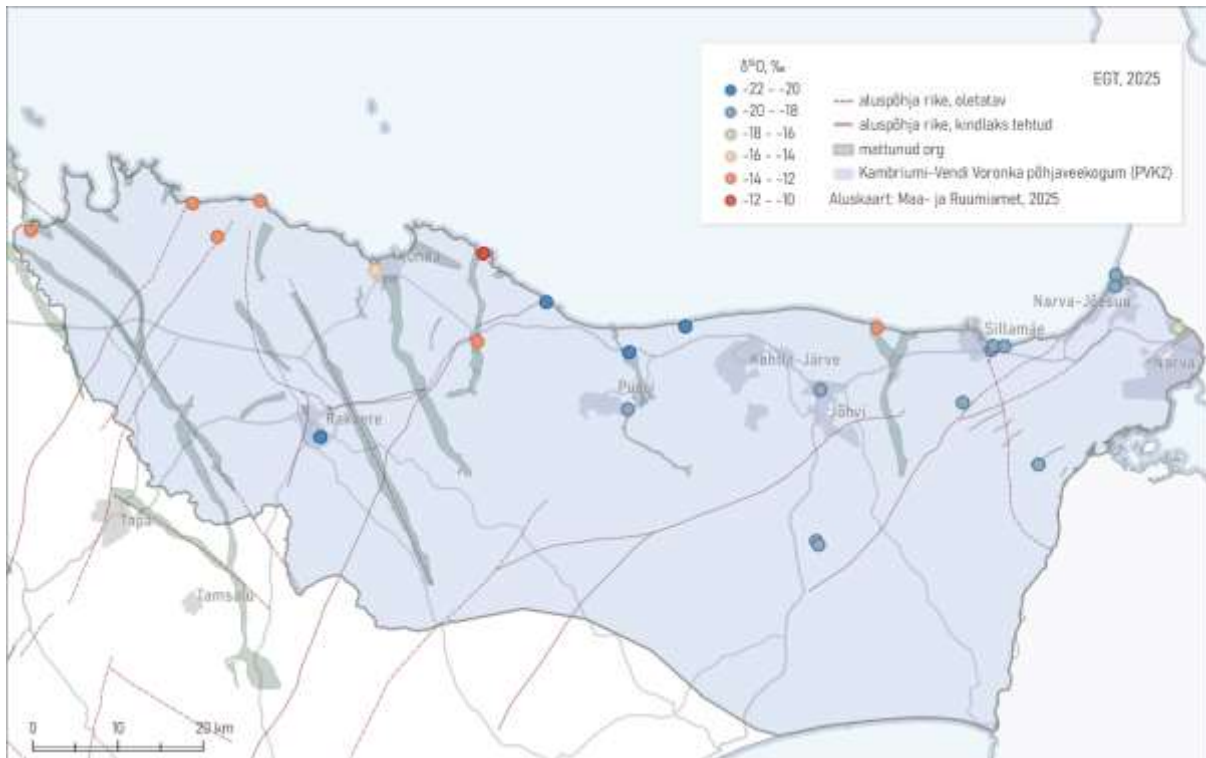 δ¹⁸O, ‰
-22 – -20
-20 – -18
-18 – -16
-16 – -14
-14 – -12
-12 – -10
EGT, 2025
aluspõhja rike, oletatav
aluspõhja rike, kindlaks tehtud
mattunud org
Kambriumi-Vendi Voronka põhjaveekogum (PVK2)
Aluskaart: Maa- ja Ruumiamet, 2025
Narva-Jõesuu
Sillamäe
Narva
Kohtla-Järve
Jõhvi
Rakvere
Tapa
Tamsalu
0 10 20 km